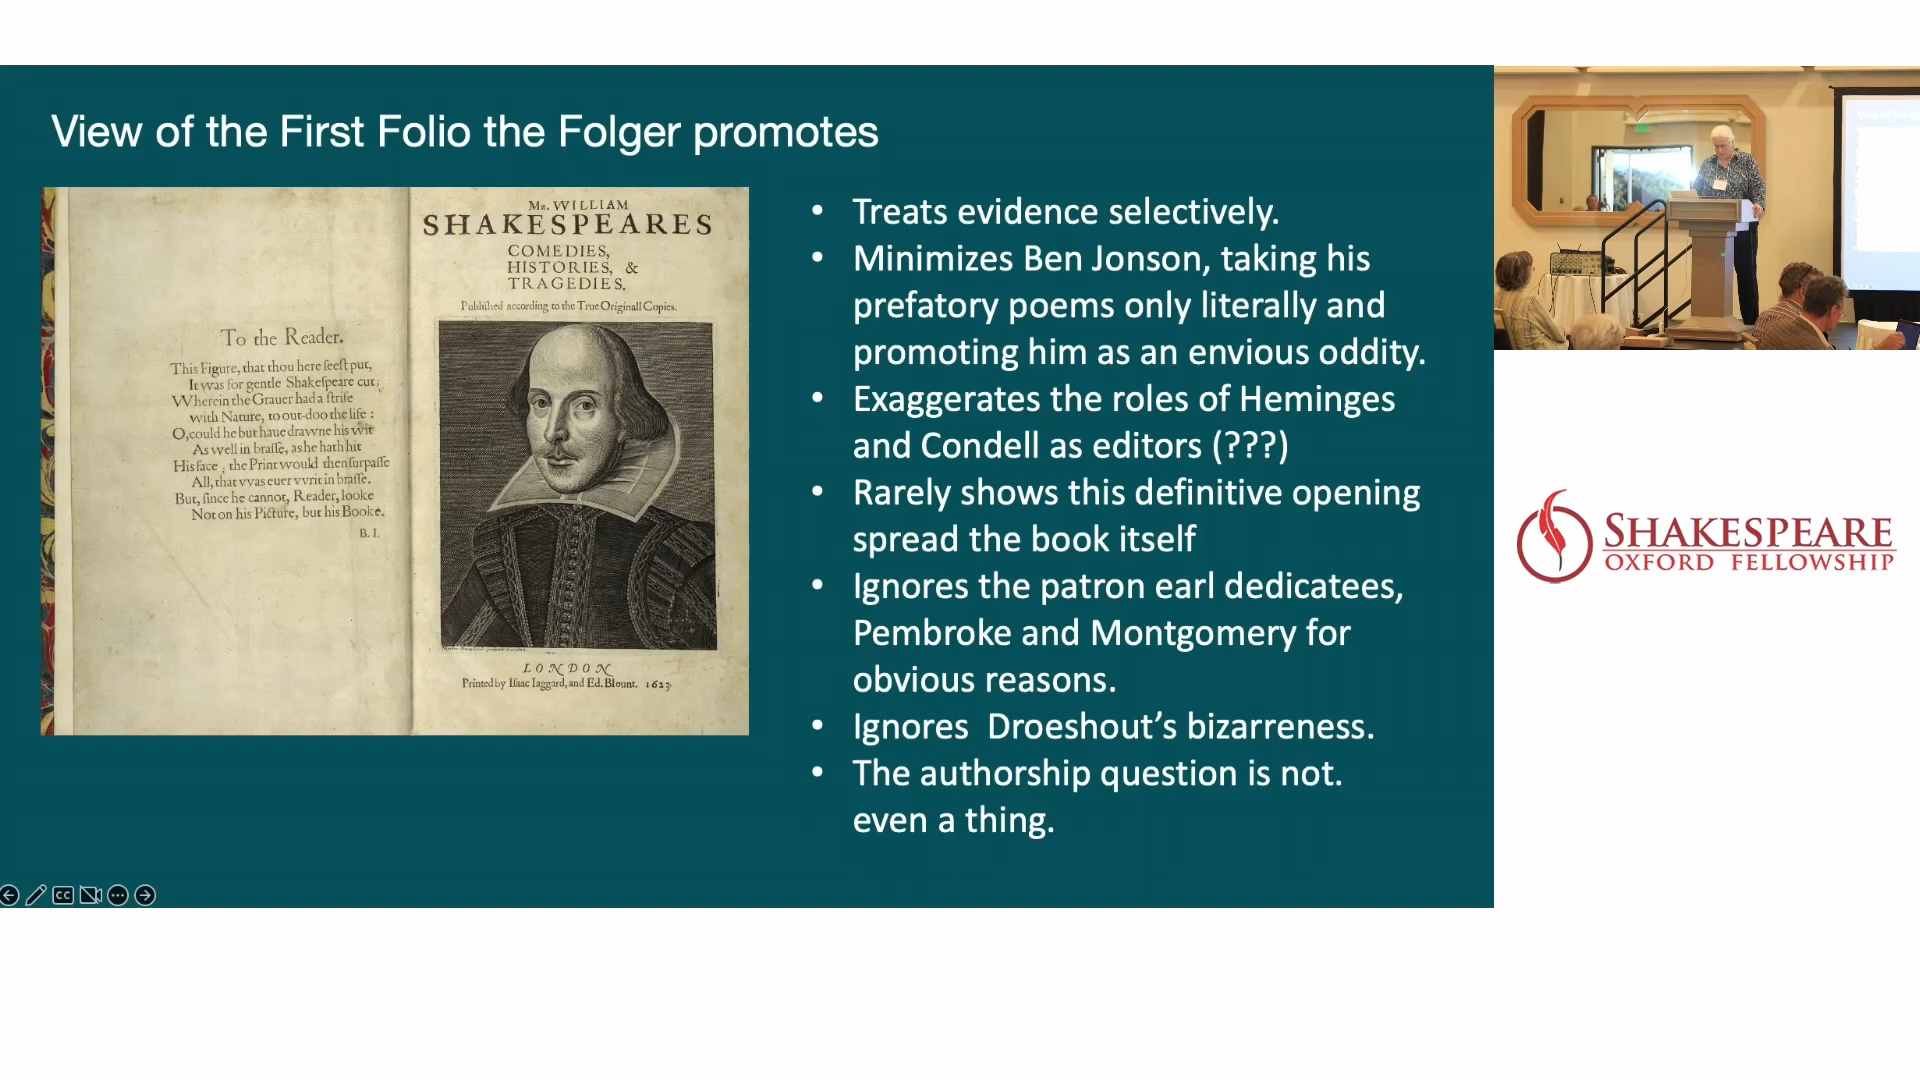 View of the First Folio the Folger promotes
To the Reader.
This Figure, that thou here seest put,
It was for gentle Shakespeare cut;
Wherein the Grauer had a strife
with Nature, to out-doo the life :
O, could he but haue drawne his wit
As well in brasse, as he hath hit
His face ; the Print would then surpasse
All, that vvas euer vvrit in brasse.
But, since he cannot, Reader, looke
Not on his Picture, but his Booke.
B. I.
Mr. WILLIAM
SHAKESPEARES
COMEDIES,
HISTORIES, &
TRAGEDIES.
Published according to the True Originall Copies.
LONDON
Printed by Isaac Iaggard, and Ed. Blount. 1623.
• Treats evidence selectively.
• Minimizes Ben Jonson, taking his
prefatory poems only literally and
promoting him as an envious oddity.
• Exaggerates the roles of Heminges
and Condell as editors (???)
• Rarely shows this definitive opening
spread the book itself
• Ignores the patron earl dedicatees,
Pembroke and Montgomery for
obvious reasons.
• Ignores  Droeshout’s bizarreness.
• The authorship question is not.
even a thing.
CC
SHAKESPEARE
OXFORD FELLOWSHIP